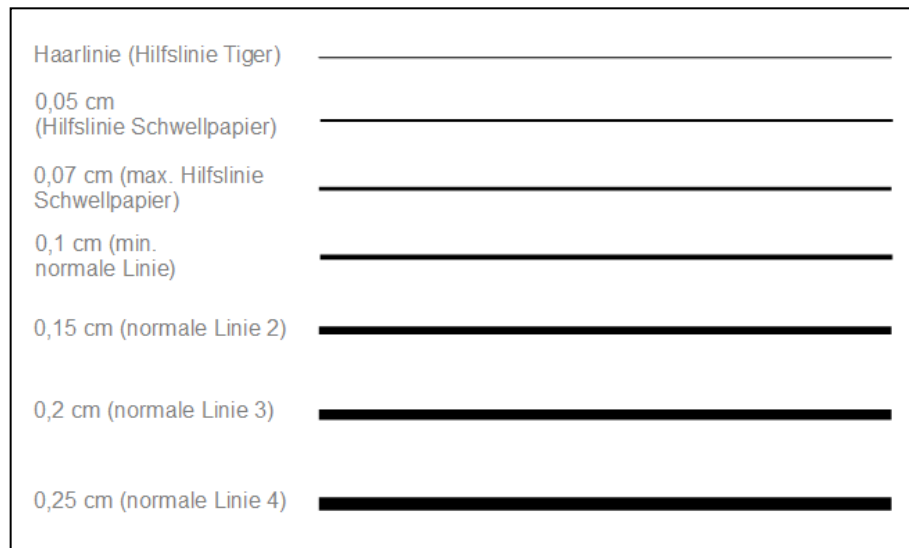 Haarlinie (Hilfslinie Tiger)
0,05 cm
(Hilfslinie Schwellpapier)
0,07 cm (max. Hilfslinie
Schwellpapier)
0,1 cm (min.
normale Linie)
0,15 cm (normale Linie 2)
0,2 cm (normale Linie 3)
0,25 cm (normale Linie 4)